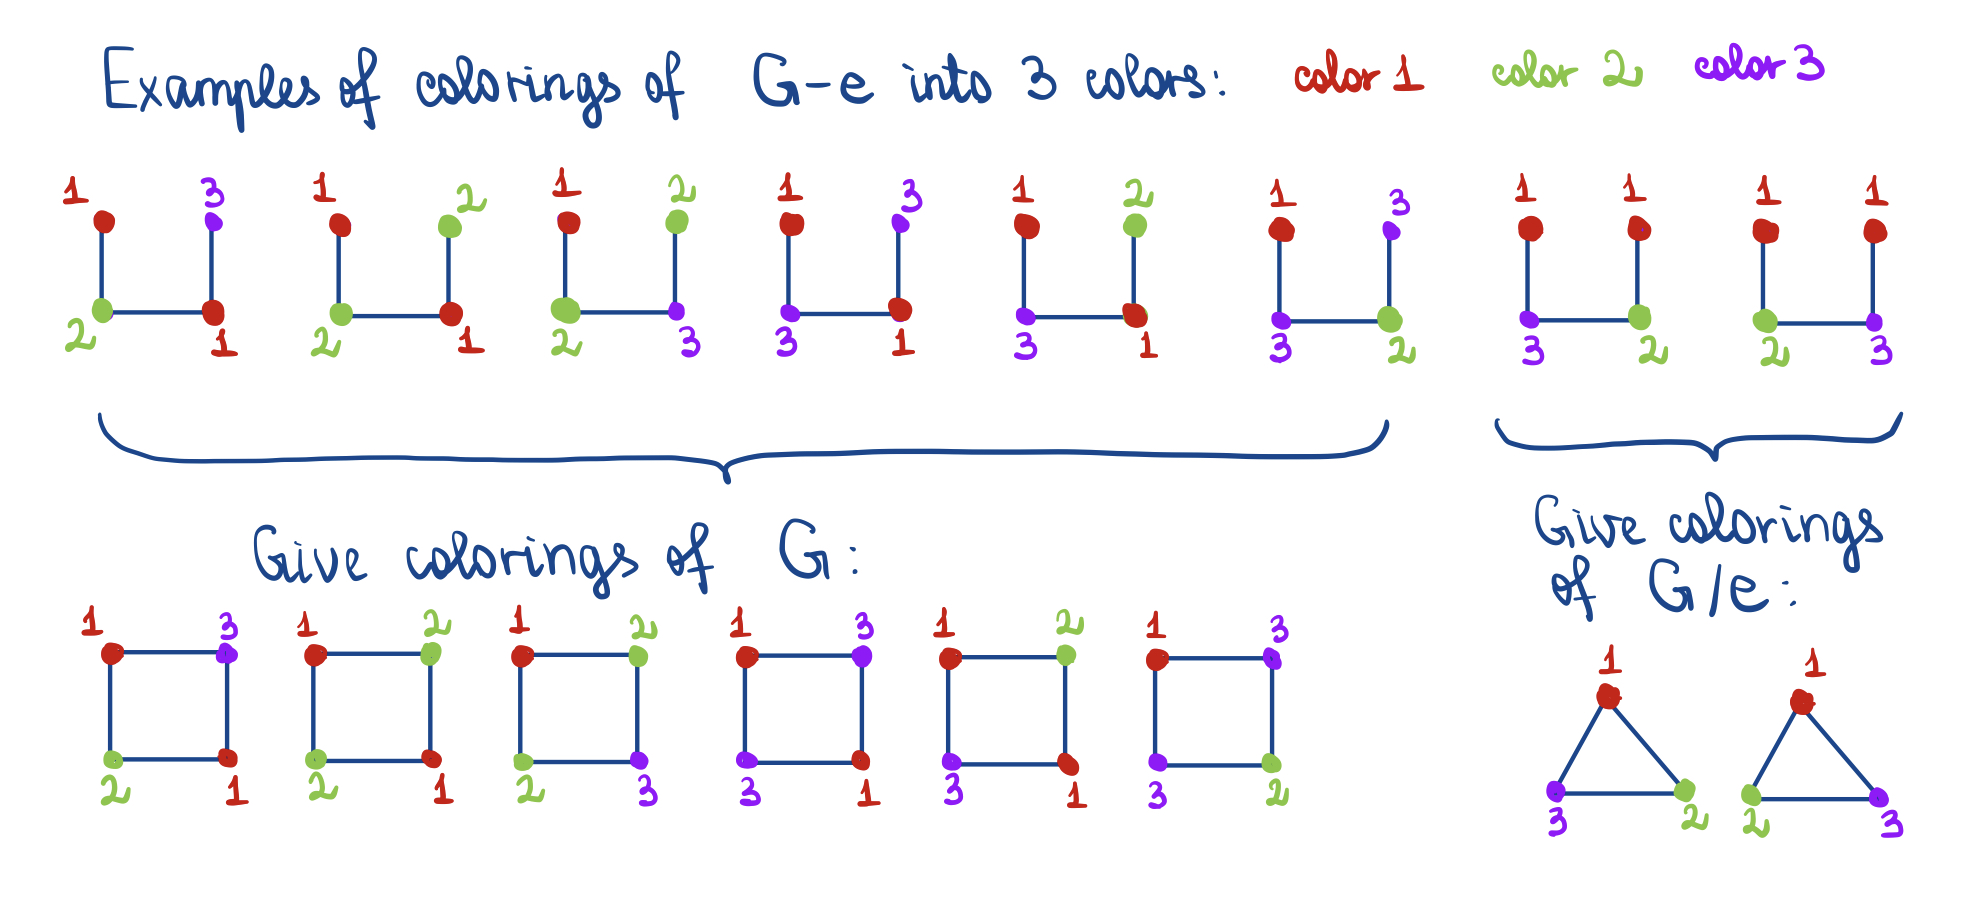 Examples of colorings of G-e into 3 colors: color 1 color 2 color 3
1 3 1 2 1 2 1 3 1 2 1 3 1 1 1 1
2 1 2 1 2 3 3 1 3 1 3 2 3 2 2 3
Give colorings of G:
Give colorings
of G/e:
1 3 1 2 1 2 1 3 1 2 1 3
2 1 2 1 2 3 3 1 3 1 3 2
1 1
3 2 2 3